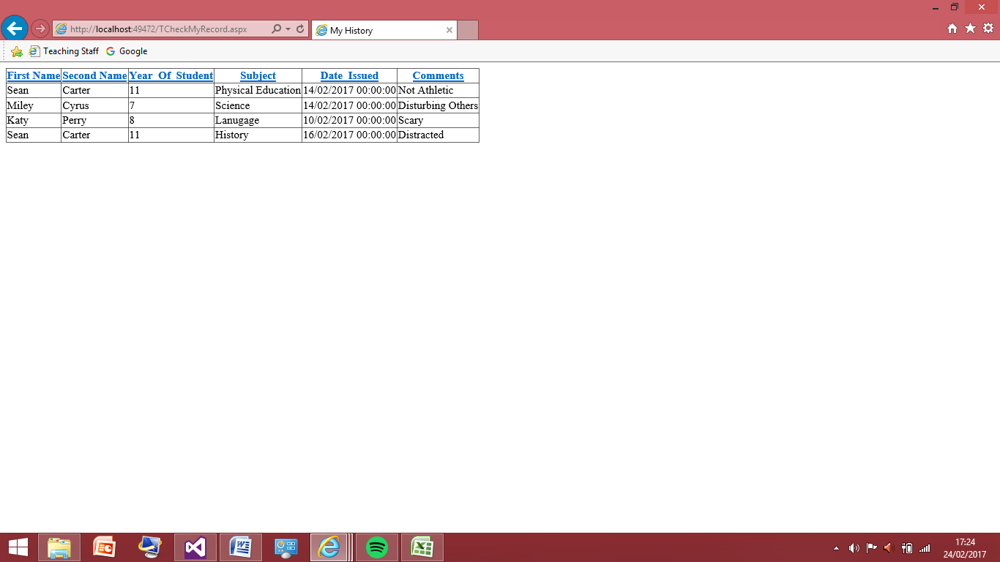 http://localhost:49472/TCheckMyRecord.aspx
My History
Teaching Staff Google
First Name Second Name Year_Of_Student Subject Date_Issued Comments
Sean Carter 11 Physical Education 14/02/2017 00:00:00 Not Athletic
Miley Cyrus 7 Science 14/02/2017 00:00:00 Disturbing Others
Katy Perry 8 Lanugage 10/02/2017 00:00:00 Scary
Sean Carter 11 History 16/02/2017 00:00:00 Distracted
17:24
24/02/2017